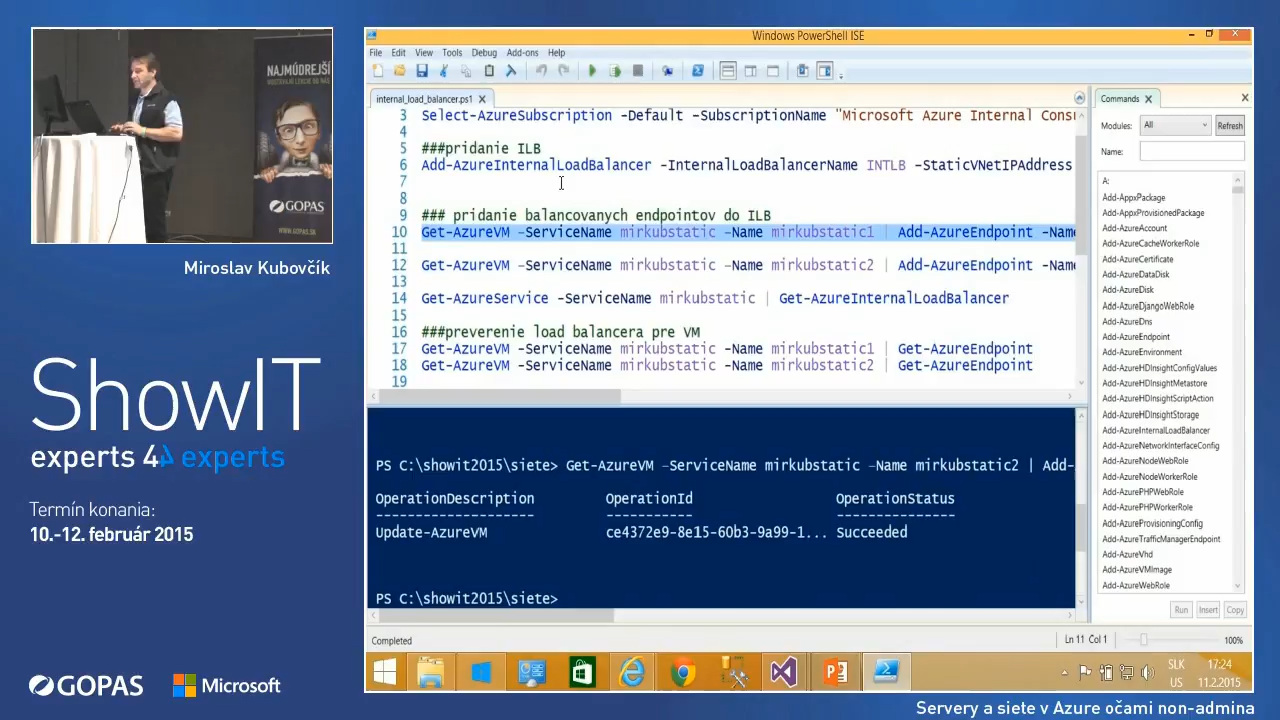 NAJMÚDREJŠÍ
GOPAS
WWW.GOPAS.SK
Miroslav Kubovčík
ShowIT
experts 4 experts
Termín konania:
10.-12. február 2015
GOPAS
Microsoft
Windows PowerShell ISE
File Edit View Tools Debug Add-ons Help
internal_load_balancer.ps1
3 Select-AzureSubscription -Default -SubscriptionName "Microsoft Azure Internal Cons
4
5 ###pridanie ILB
6 Add-AzureInternalLoadBalancer -InternalLoadBalancerName INTLB -StaticVNetIPAddress
7
8
9 ### pridanie balancovanych endpointov do ILB
10 Get-AzureVM –ServiceName mirkubstatic –Name mirkubstatic1 | Add-AzureEndpoint -Name
11
12 Get-AzureVM –ServiceName mirkubstatic –Name mirkubstatic2 | Add-AzureEndpoint -Name
13
14 Get-AzureService -ServiceName mirkubstatic | Get-AzureInternalLoadBalancer
15
16 ###preverenie load balancera pre VM
17 Get-AzureVM -ServiceName mirkubstatic -Name mirkubstatic1 | Get-AzureEndpoint
18 Get-AzureVM -ServiceName mirkubstatic -Name mirkubstatic2 | Get-AzureEndpoint
19
PS C:\showit2015\siete> Get-AzureVM –ServiceName mirkubstatic –Name mirkubstatic2 | Add-
OperationDescription OperationId OperationStatus
-------------------- ----------- ---------------
Update-AzureVM ce4372e9-8e15-60b3-9a99-1... Succeeded
PS C:\showit2015\siete>
Completed
Ln 11 Col 1
100%
Commands
Modules: All Refresh
Name:
A:
Add-AppxPackage
Add-AppxProvisionedPackage
Add-AzureAccount
Add-AzureCacheWorkerRole
Add-AzureCertificate
Add-AzureDataDisk
Add-AzureDisk
Add-AzureDjangoWebRole
Add-AzureDns
Add-AzureEndpoint
Add-AzureEnvironment
Add-AzureHDInsightConfigValues
Add-AzureHDInsightMetastore
Add-AzureHDInsightScriptAction
Add-AzureHDInsightStorage
Add-AzureInternalLoadBalancer
Add-AzureNetworkInterfaceConfig
Add-AzureNodeWebRole
Add-AzureNodeWorkerRole
Add-AzurePHPWebRole
Add-AzurePHPWorkerRole
Add-AzureProvisioningConfig
Add-AzureTrafficManagerEndpoint
Add-AzureVhd
Add-AzureVMImage
Add-AzureWebRole
Run Insert Copy
SLK 17:24
US 11.2.2015
Servery a siete v Azure očami non-admina